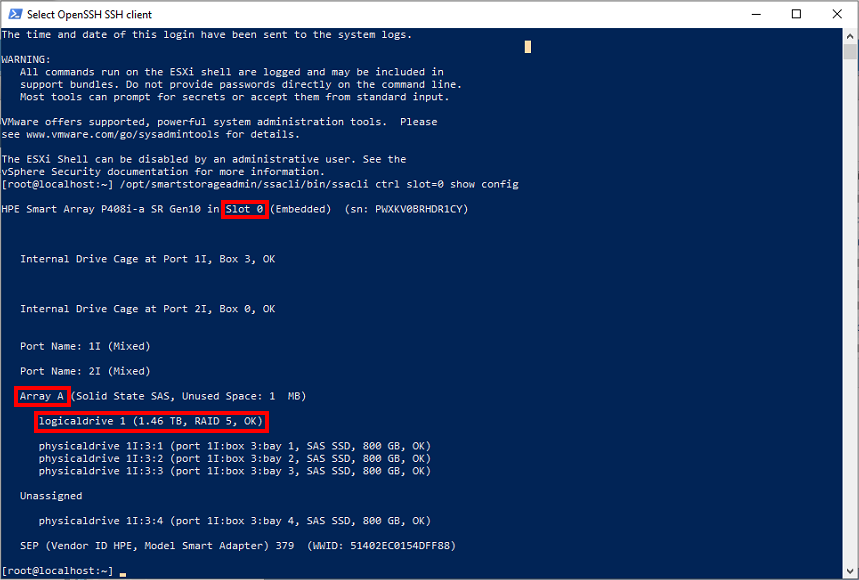 Select OpenSSH SSH client
The time and date of this login have been sent to the system logs.
WARNING:
All commands run on the ESXi shell are logged and may be included in
support bundles. Do not provide passwords directly on the command line.
Most tools can prompt for secrets or accept them from standard input.
VMware offers supported, powerful system administration tools.  Please
see www.vmware.com/go/sysadmintools for details.
The ESXi Shell can be disabled by an administrative user. See the
vSphere Security documentation for more information.
[root@localhost:~] /opt/smartstorageadmin/ssacli/bin/ssacli ctrl slot=0 show config
HPE Smart Array P408i-a SR Gen10 in Slot 0 (Embedded)  (sn: PWXKV0BRHDR1CY)
Internal Drive Cage at Port 1I, Box 3, OK
Internal Drive Cage at Port 2I, Box 0, OK
Port Name: 1I (Mixed)
Port Name: 2I (Mixed)
Array A (Solid State SAS, Unused Space: 1  MB)
logicaldrive 1 (1.46 TB, RAID 5, OK)
physicaldrive 1I:3:1 (port 1I:box 3:bay 1, SAS SSD, 800 GB, OK)
physicaldrive 1I:3:2 (port 1I:box 3:bay 2, SAS SSD, 800 GB, OK)
physicaldrive 1I:3:3 (port 1I:box 3:bay 3, SAS SSD, 800 GB, OK)
Unassigned
physicaldrive 1I:3:4 (port 1I:box 3:bay 4, SAS SSD, 800 GB, OK)
SEP (Vendor ID HPE, Model Smart Adapter) 379  (WWID: 51402EC0154DFF88)
[root@localhost:~]